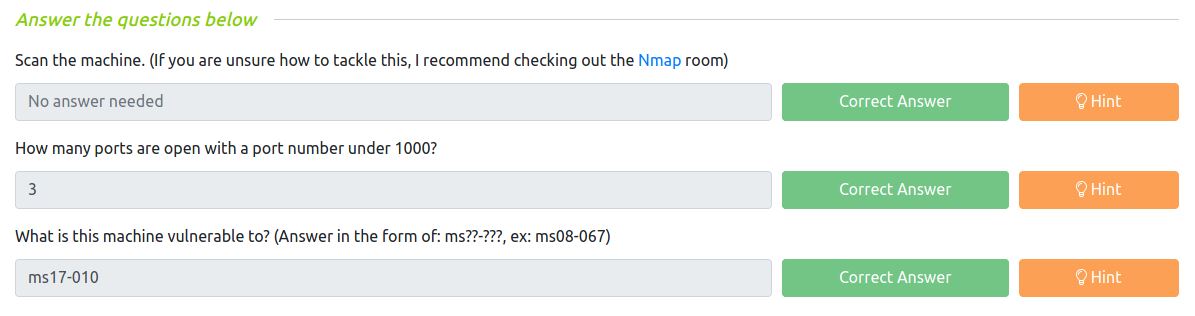 Answer the questions below
Scan the machine. (If you are unsure how to tackle this, I recommend checking out the Nmap room)
No answer needed Correct Answer Hint
How many ports are open with a port number under 1000?
3 Correct Answer Hint
What is this machine vulnerable to? (Answer in the form of: ms??-???, ex: ms08-067)
ms17-010 Correct Answer Hint